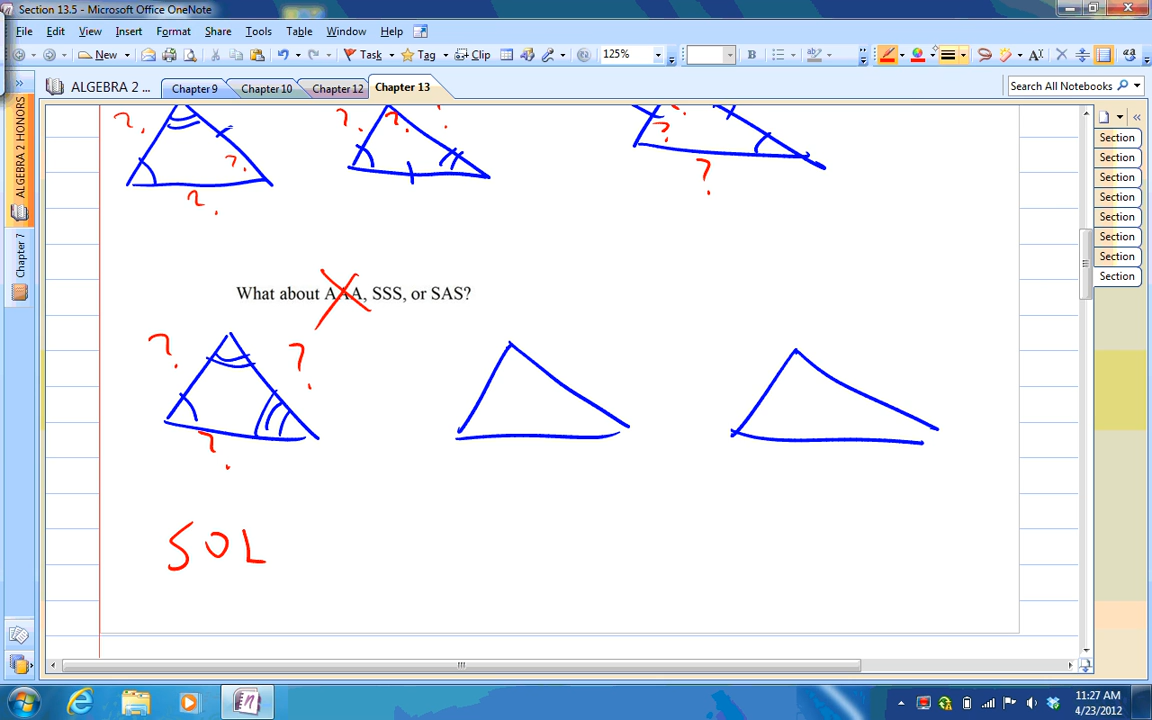 Section 13.5 - Microsoft Office OneNote
File Edit View Insert Format Share Tools Table Window Help
New Task Tag Clip 125% B ab
ALGEBRA 2 ... Chapter 9 Chapter 10 Chapter 12 Chapter 13 Search All Notebooks
ALGEBRA 2 HONORS
Chapter 7
Section
Section
Section
Section
Section
Section
Section
Section
? ? ? ? ? ? ? ?
? ?
What about AAA, SSS, or SAS?
? ?
?
SOL
11:27 AM
4/23/2012